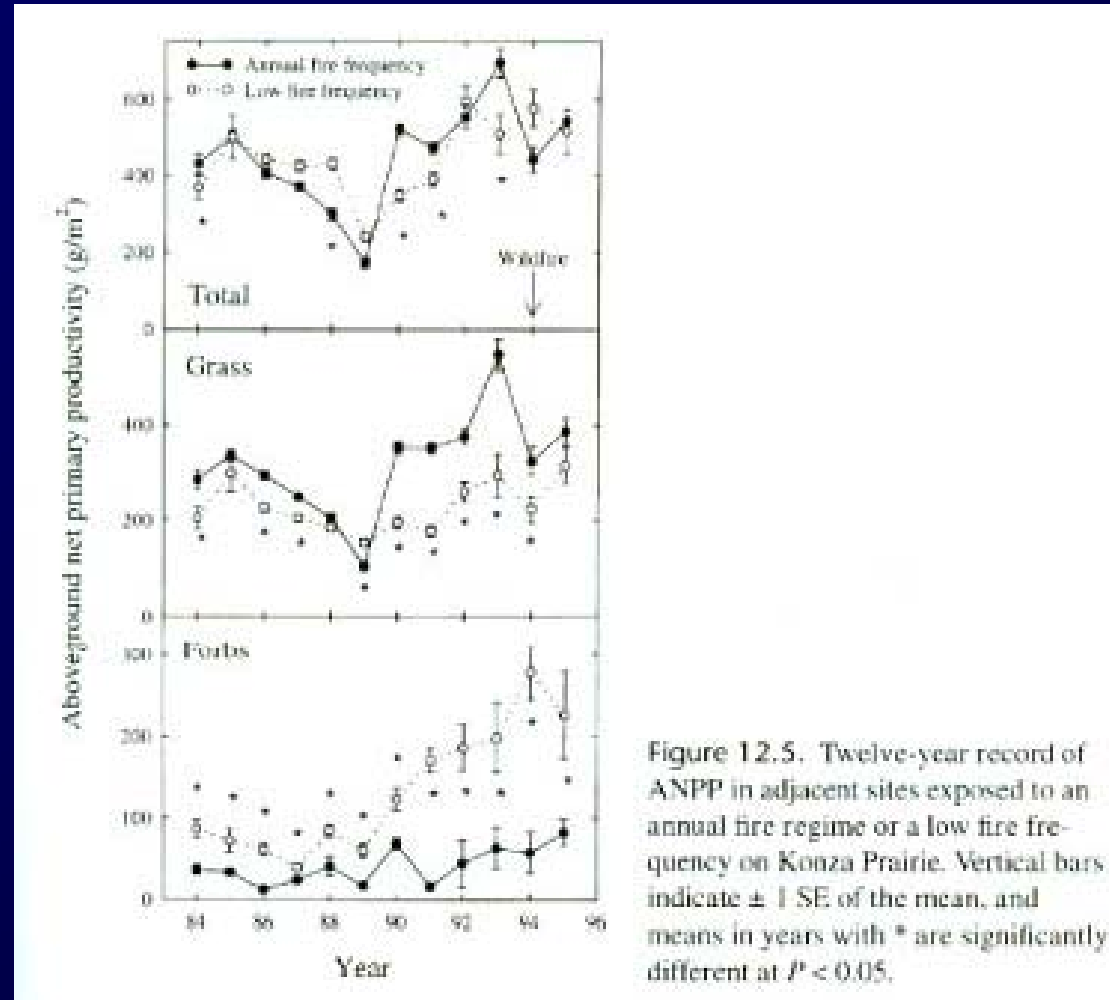 Annual fire frequency
Low fire frequency
600
400
200
0
Total
Wildfire
Grass
400
200
0
Forbs
300
200
100
0
84
86
88
90
92
94
96
Year
Aboveground net primary productivity (g/m²)
Figure 12.5. Twelve-year record of
ANPP in adjacent sites exposed to an
annual fire regime or a low fire fre-
quency on Konza Prairie. Vertical bars
indicate ± 1 SE of the mean, and
means in years with * are significantly
different at P < 0.05.